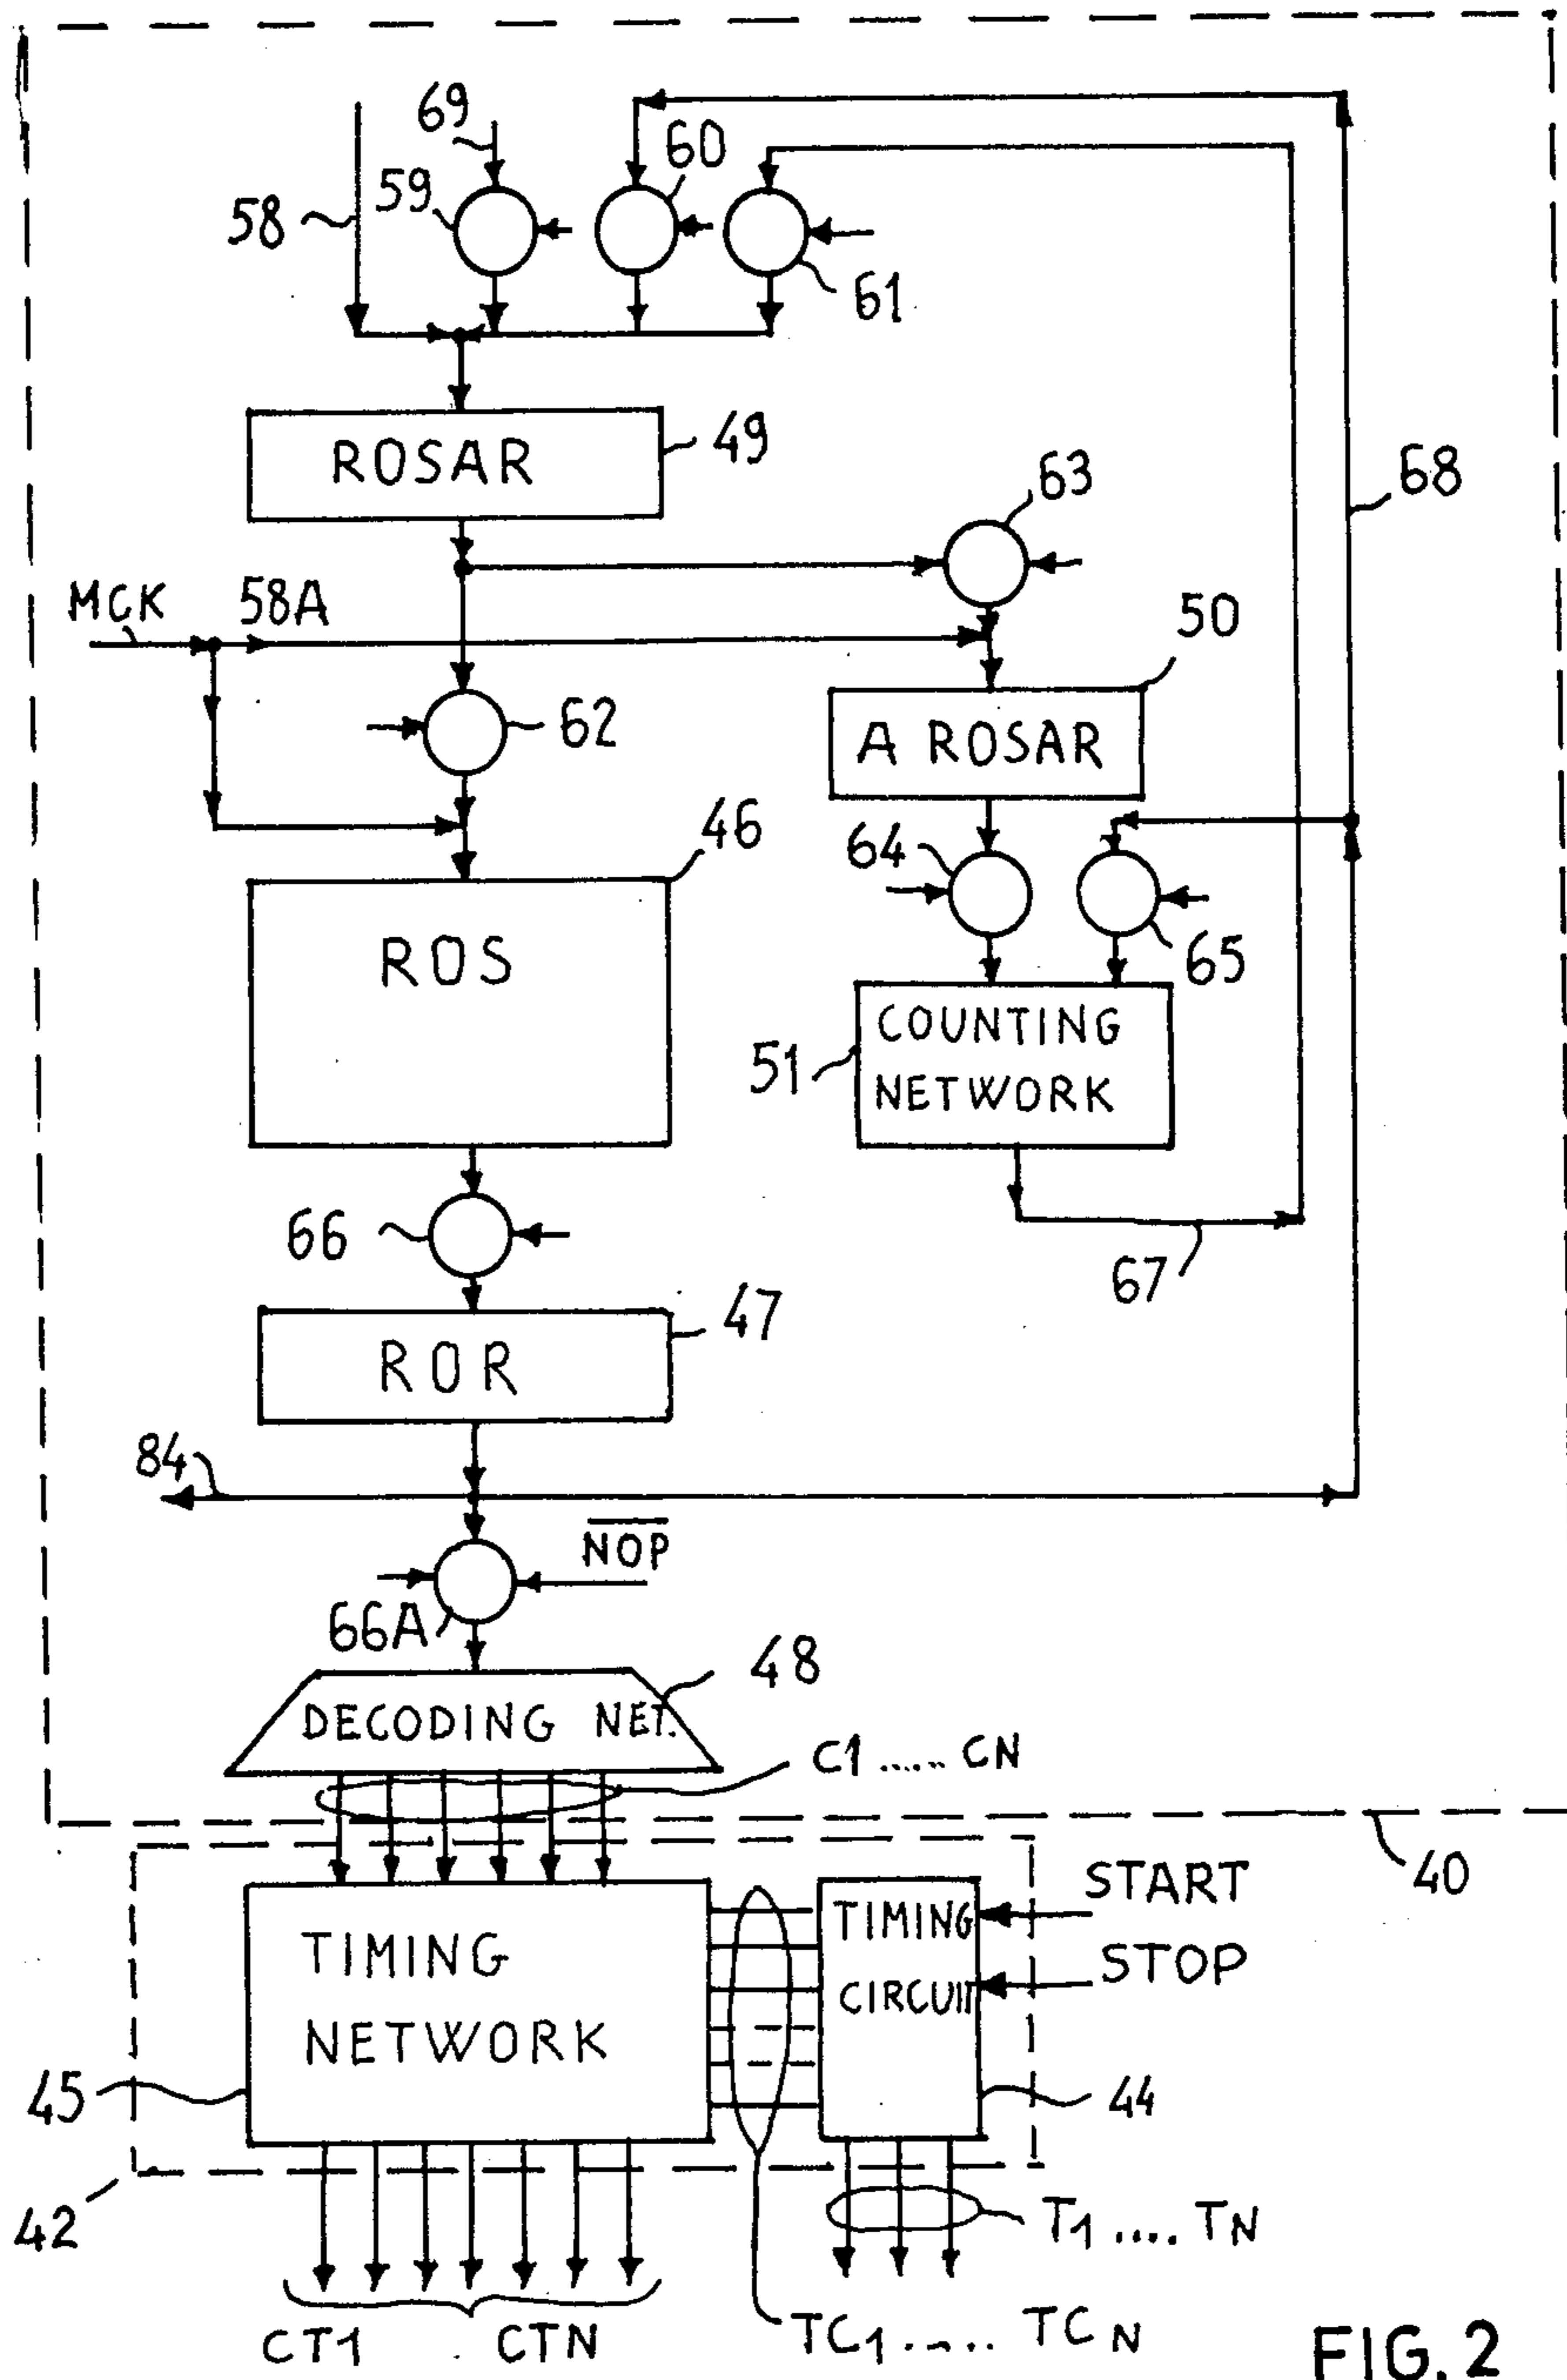 69
60
59
58
61
ROSAR
49
63
68
MCK
58A
50
62
A ROSAR
46
64
ROS
65
COUNTING
NETWORK
51
66
67
47
ROR
84
NOP
66A
48
DECODING NET.
C1.....CN
40
START
TIMING
CIRCUIT
STOP
TIMING
NETWORK
45
44
42
T1....TN
CT1
CTN
TC1.....TCN
FIG. 2